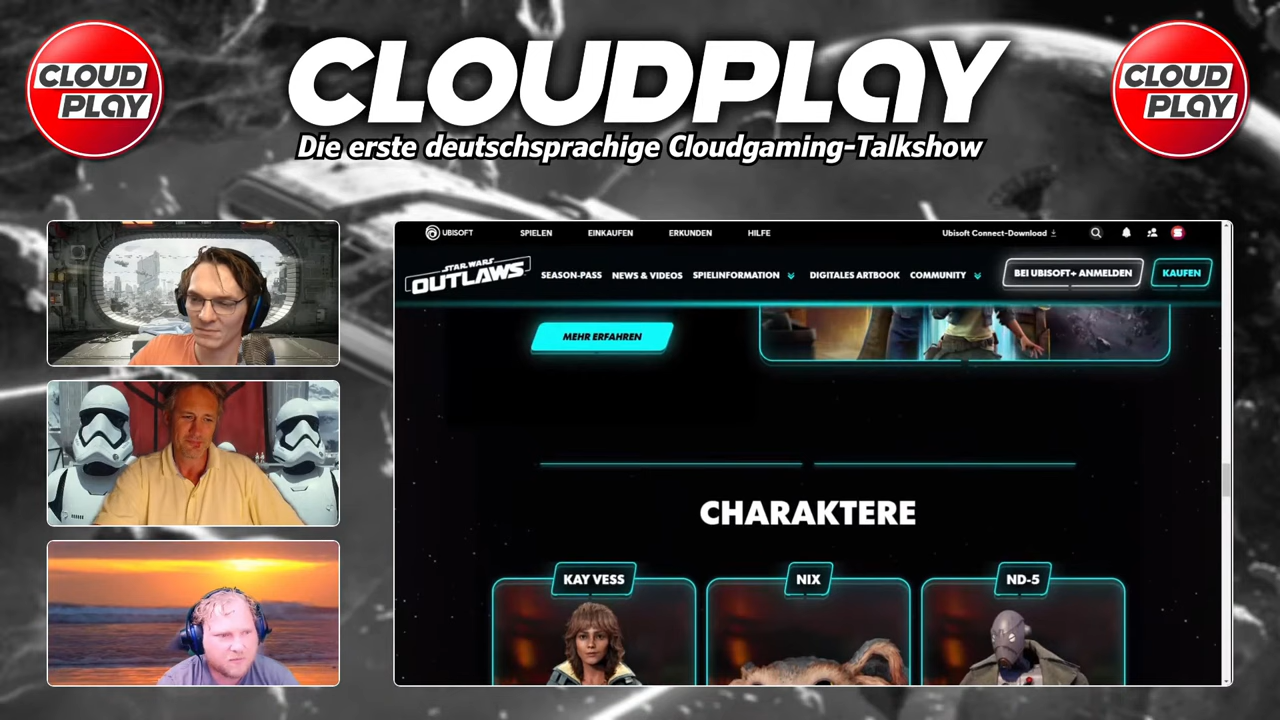 CLOUD
PLAY
CLOUDPLAY
Die erste deutschsprachige Cloudgaming-Talkshow
CLOUD
PLAY
UBISOFT SPIELEN EINKAUFEN ERKUNDEN HILFE Ubisoft Connect-Download
STAR WARS
OUTLAWS
SEASON-PASS NEWS & VIDEOS SPIELINFORMATION DIGITALES ARTBOOK COMMUNITY BEI UBISOFT+ ANMELDEN KAUFEN
MEHR ERFAHREN
CHARAKTERE
KAY VESS NIX ND-5